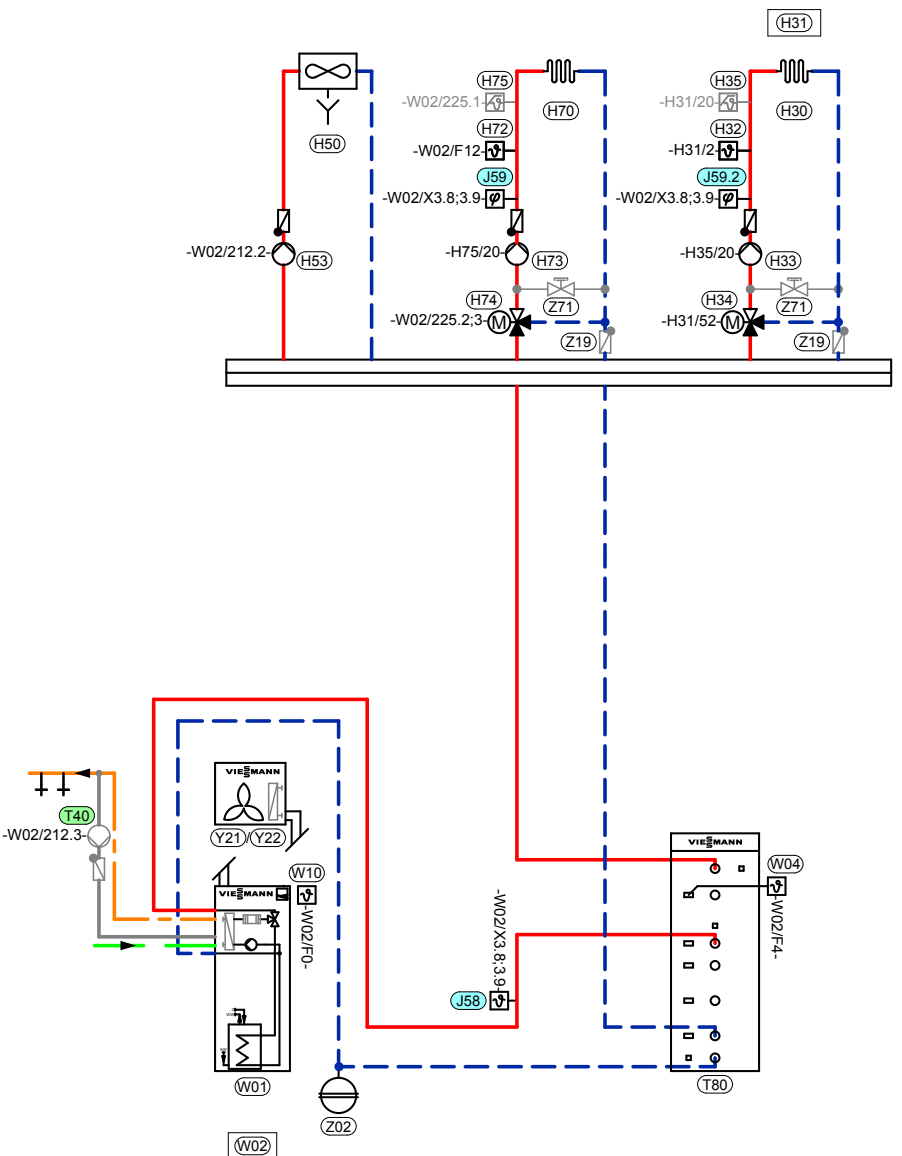 H31
H75
H35
-W02/225.1-
H70
-H31/20-
H30
H50
H72
H32
-W02/F12-
-H31/2-
J59
J59.2
-W02/X3.8;3.9-
-W02/X3.8;3.9-
-W02/212.2-
H53
-H75/20-
H73
-H35/20-
H33
H74
Z71
H34
Z71
-W02/225.2;3-
M
-H31/52-
M
Z19
Z19
VIESMANN
T40
-W02/212.3-
Y21/Y22
VIESMANN
W10
W04
VIESMANN
-W02/F0-
-W02/X3.8;3.9-
-W02/F4-
J58
W01
T80
Z02
W02